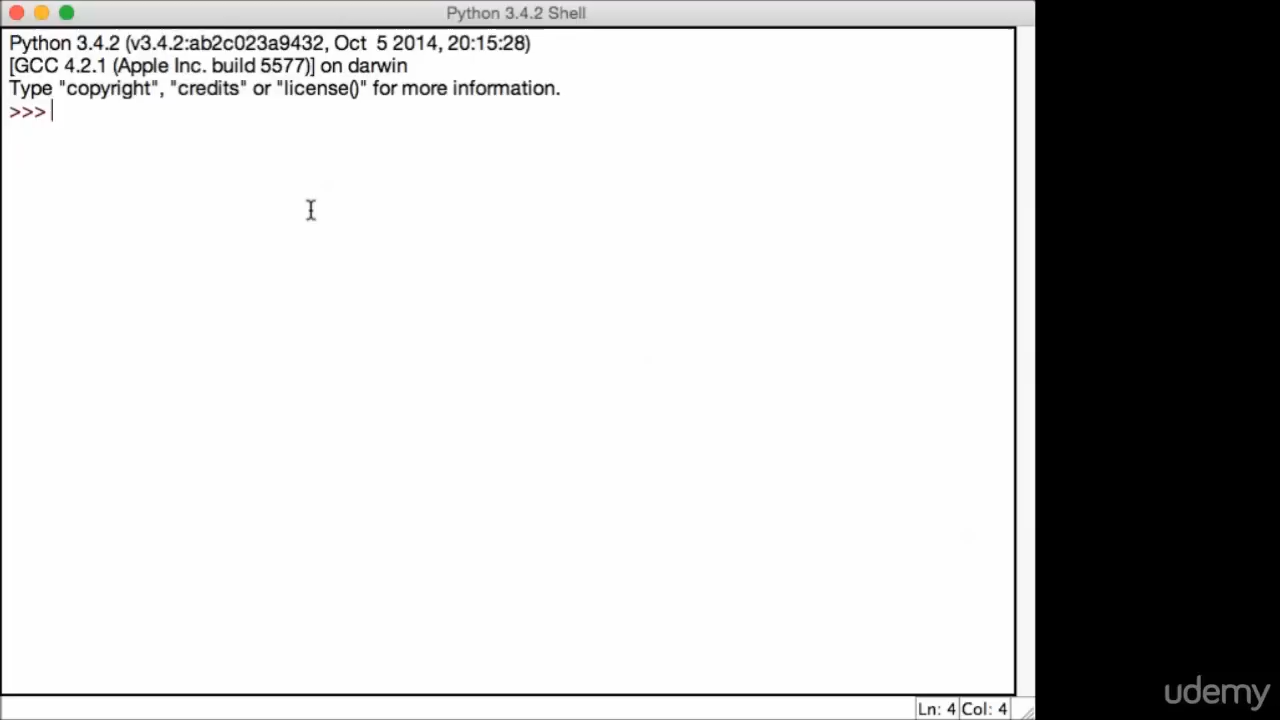 Python 3.4.2 Shell
Python 3.4.2 (v3.4.2:ab2c023a9432, Oct  5 2014, 20:15:28)
[GCC 4.2.1 (Apple Inc. build 5577)] on darwin
Type "copyright", "credits" or "license()" for more information.
>>>
Ln: 4 Col: 4
udemy